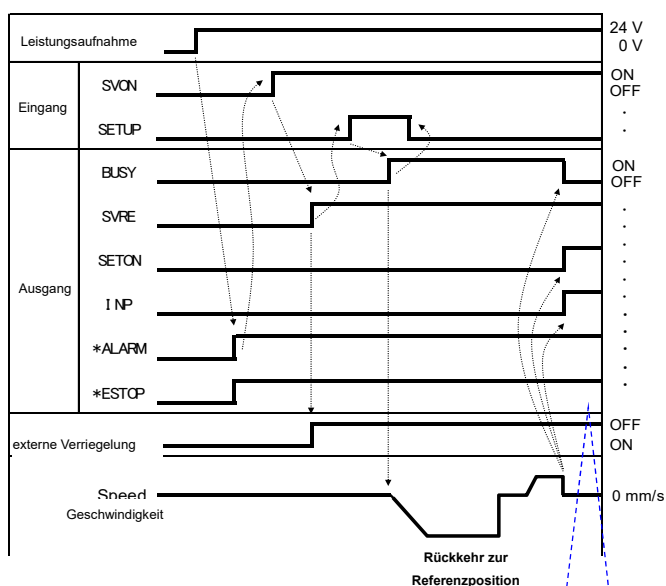 Leistungsaufnahme
24 V
0 V
Eingang
SVON
ON
OFF
SETUP
Ausgang
BUSY
ON
OFF
SVRE
SETON
INP
*ALARM
*ESTOP
externe Verriegelung
OFF
ON
Speed
Geschwindigkeit
0 mm/s
Rückkehr zur
Referenzposition